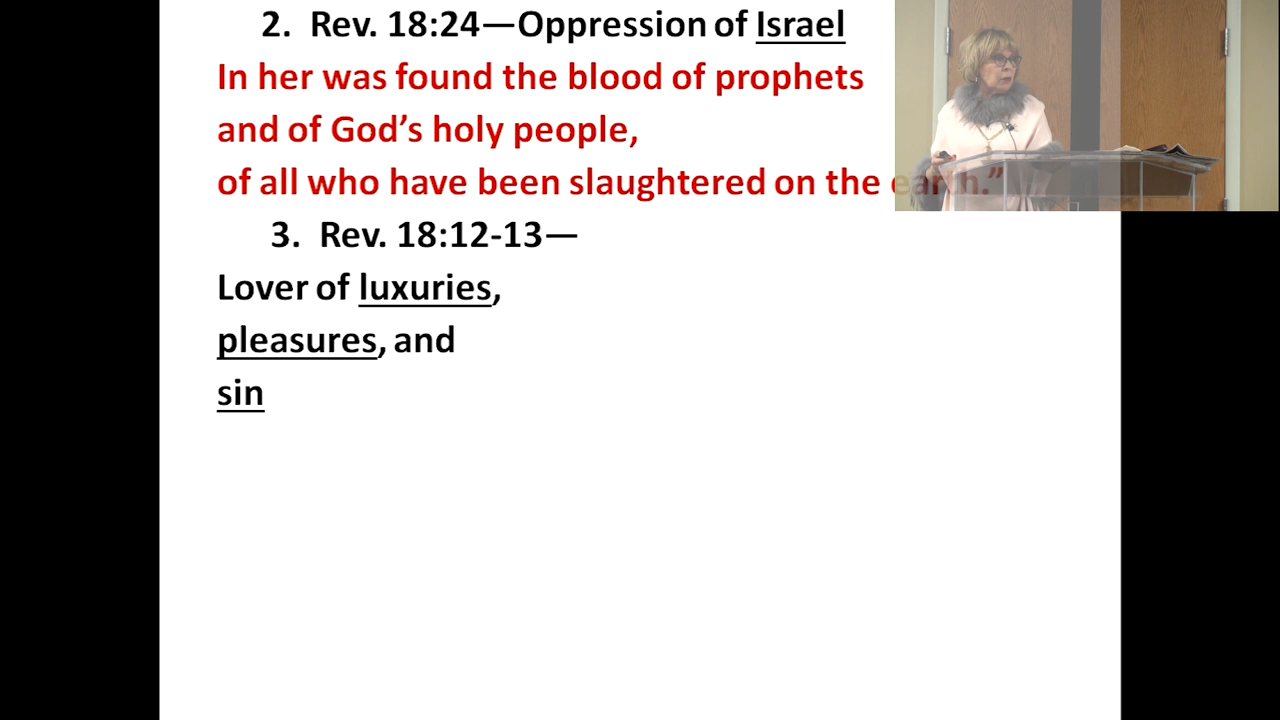 2. Rev. 18:24—Oppression of Israel
In her was found the blood of prophets
and of God’s holy people,
of all who have been slaughtered on the earth.”
3. Rev. 18:12-13—
Lover of luxuries,
pleasures, and
sin